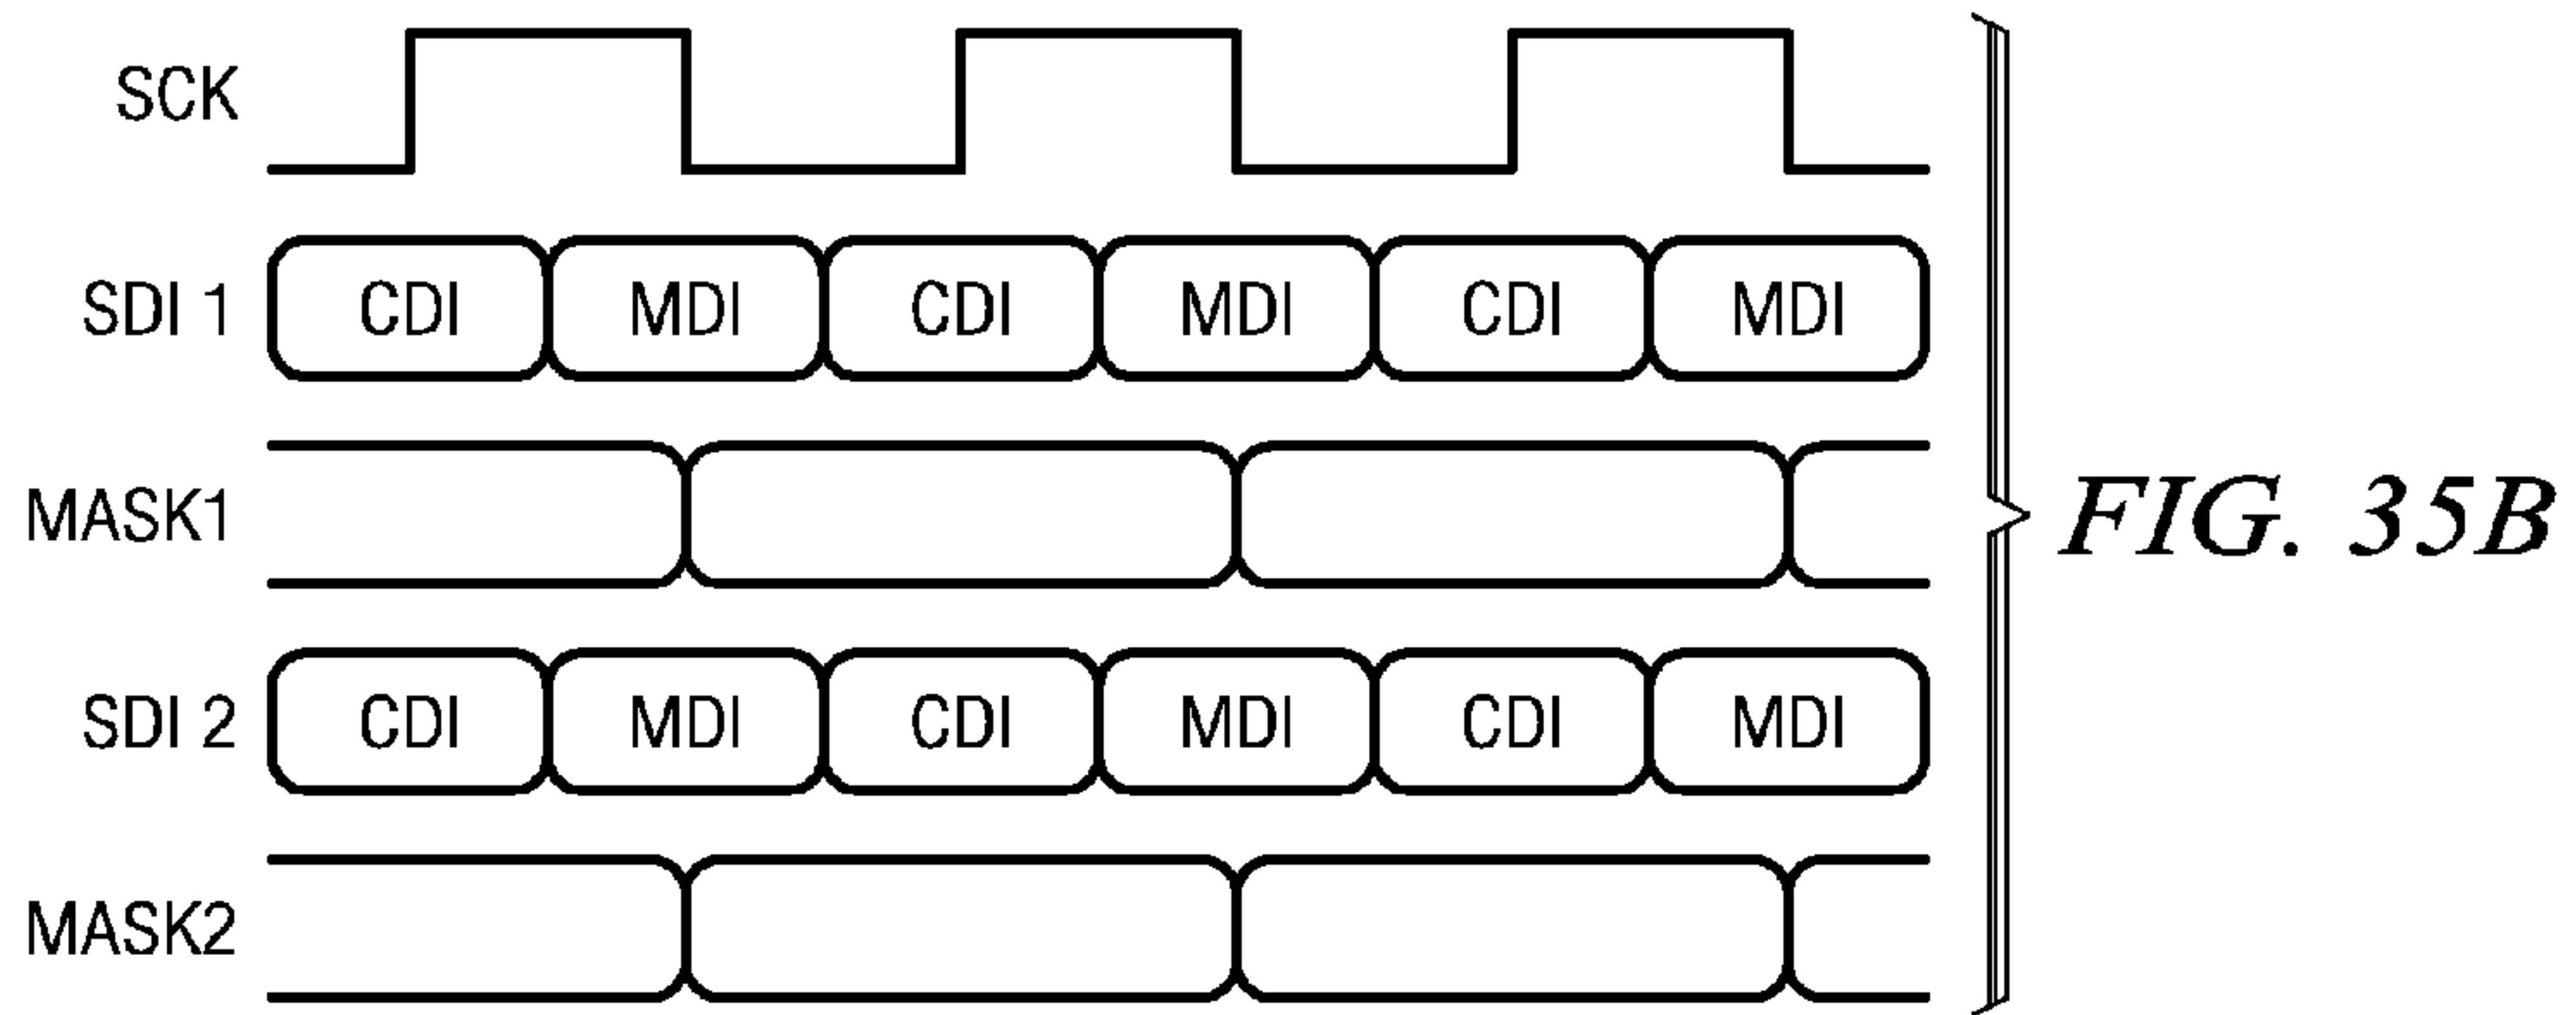 SCK
SDI 1 CDI MDI CDI MDI CDI MDI
MASK1
FIG. 35B
SDI 2 CDI MDI CDI MDI CDI MDI
MASK2